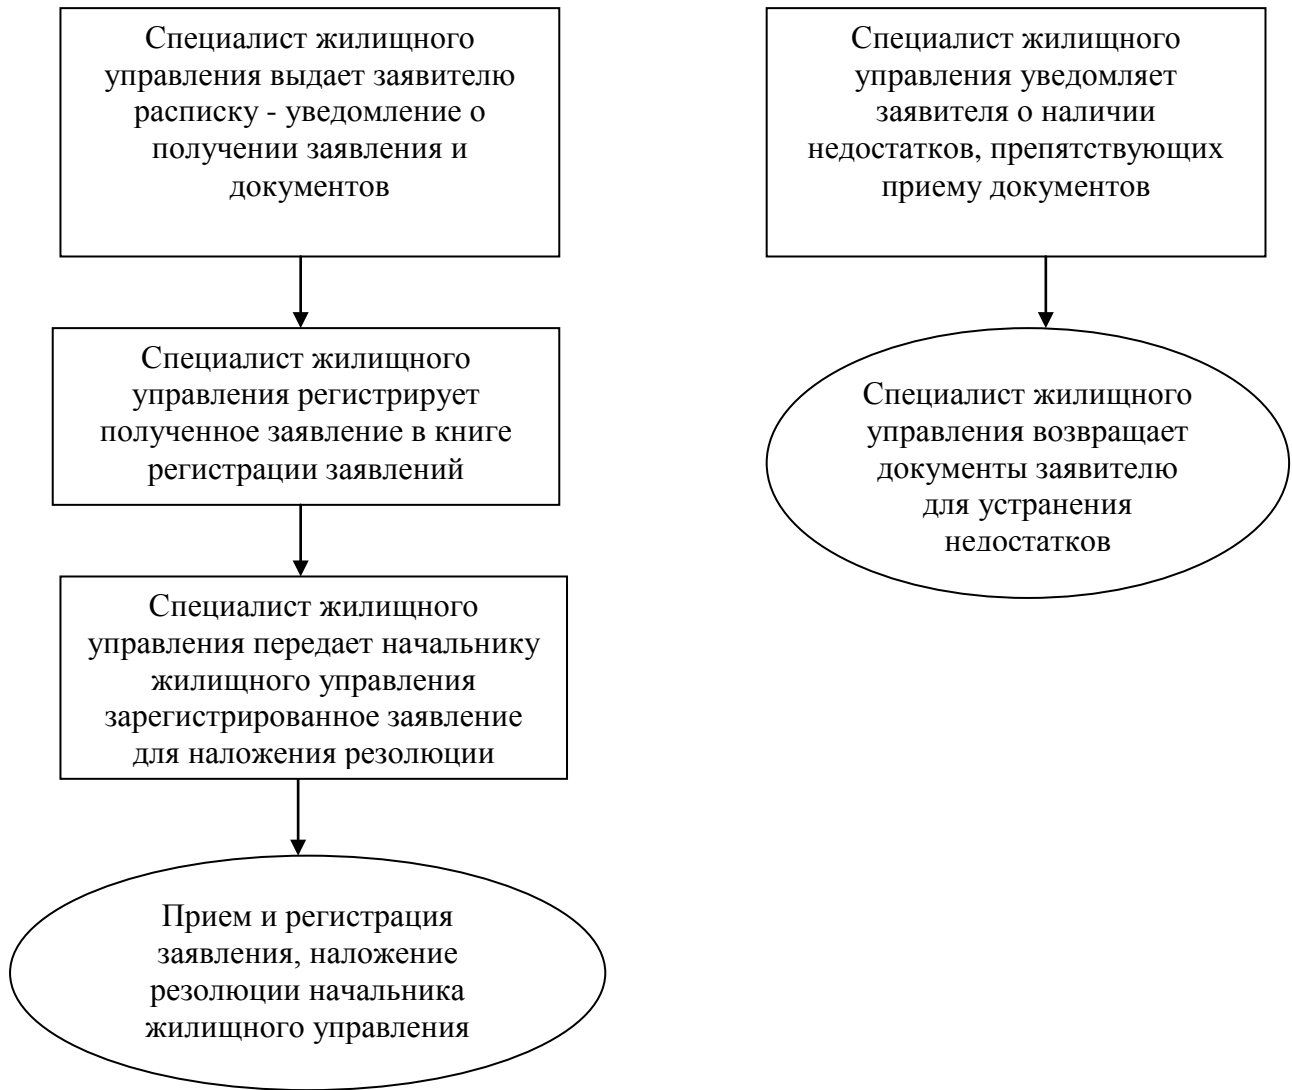 Специалист жилищного
управления выдает заявителю
расписку - уведомление о
получении заявления и
документов
Специалист жилищного
управления регистрирует
полученное заявление в книге
регистрации заявлений
Специалист жилищного
управления передает начальнику
жилищного управления
зарегистрированное заявление
для наложения резолюции
Прием и регистрация
заявления, наложение
резолюции начальника
жилищного управления
Специалист жилищного
управления уведомляет
заявителя о наличии
недостатков, препятствующих
приему документов
Специалист жилищного
управления возвращает
документы заявителю
для устранения
недостатков